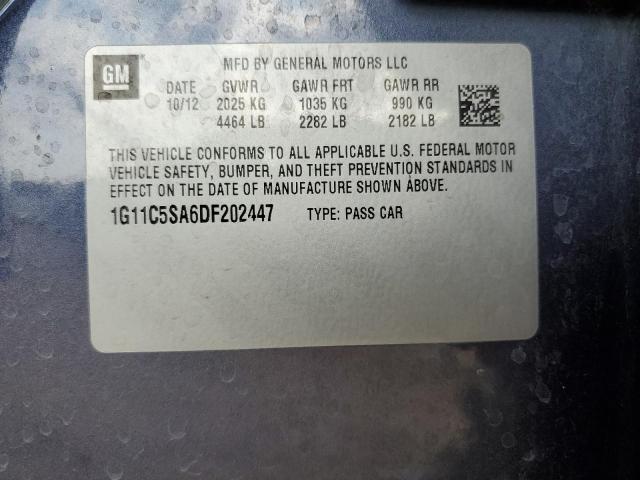 GM
MFD BY GENERAL MOTORS LLC
DATE GVWR GAWR FRT GAWR RR
10/12 2025 KG 1035 KG 990 KG
4464 LB 2282 LB 2182 LB
THIS VEHICLE CONFORMS TO ALL APPLICABLE U.S. FEDERAL MOTOR
VEHICLE SAFETY, BUMPER, AND THEFT PREVENTION STANDARDS IN
EFFECT ON THE DATE OF MANUFACTURE SHOWN ABOVE.
1G11C5SA6DF202447 TYPE: PASS CAR